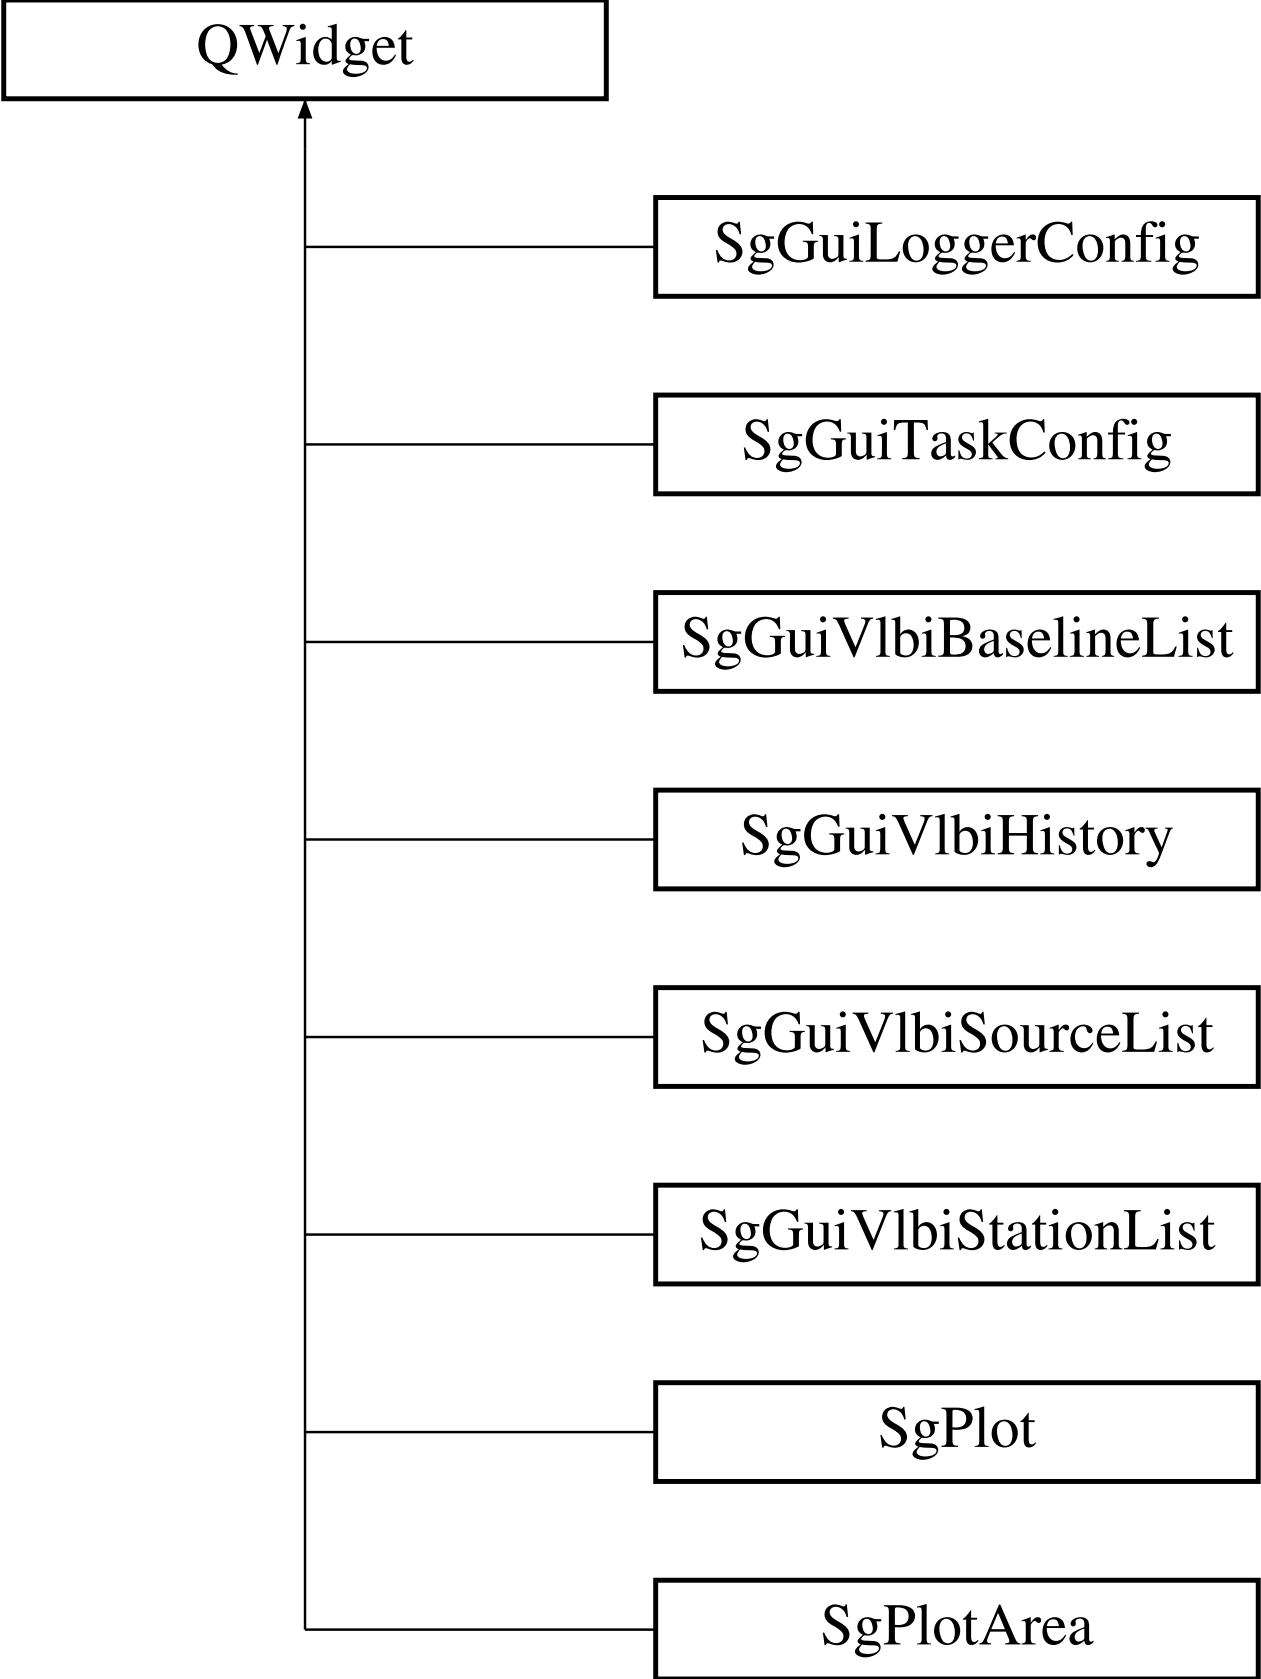 QWidget
SgGuiLoggerConfig
SgGuiTaskConfig
SgGuiVlbiBaselineList
SgGuiVlbiHistory
SgGuiVlbiSourceList
SgGuiVlbiStationList
SgPlot
SgPlotArea